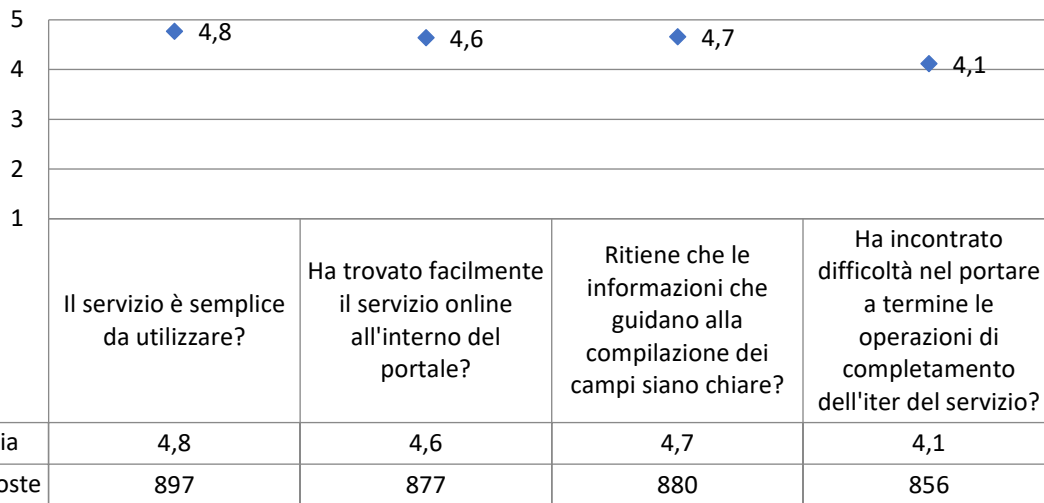 5
4,8
4,6
4,7
4
4,1
3
2
1
Il servizio è semplice
da utilizzare?
Ha trovato facilmente
il servizio online
all'interno del
portale?
Ritiene che le
informazioni che
guidano alla
compilazione dei
campi siano chiare?
Ha incontrato
difficoltà nel portare
a termine le
operazioni di
completamento
dell'iter del servizio?
ia 4,8 4,6 4,7 4,1
oste 897 877 880 856